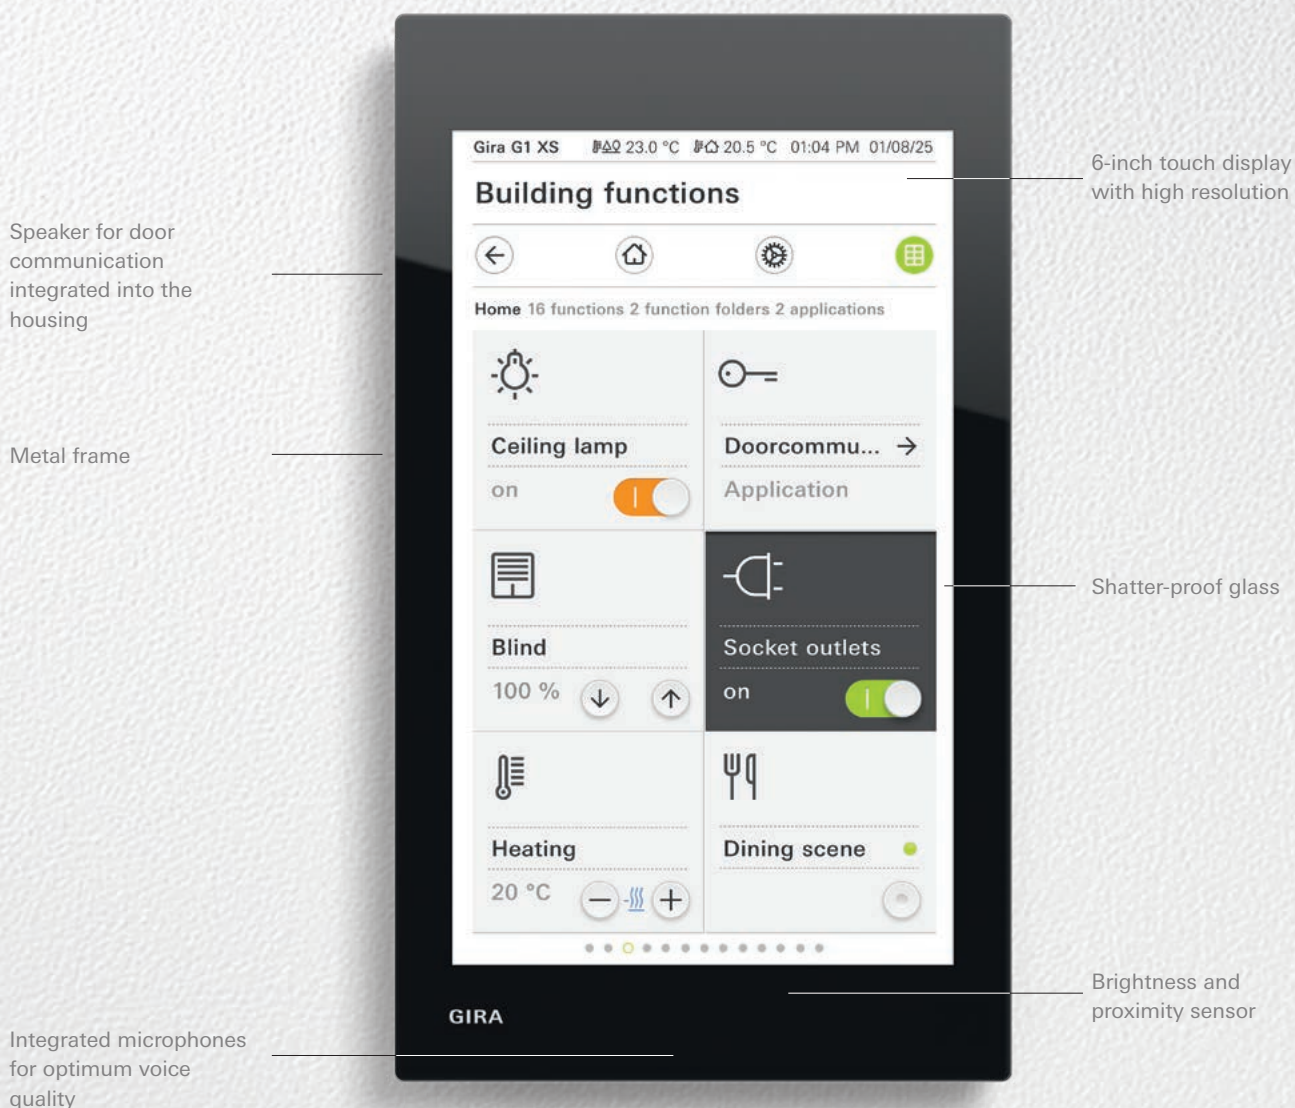 Gira G1 XS 23.0 °C 20.5 °C 01:04 PM 01/08/25
Building functions
Home 16 functions 2 function folders 2 applications
Ceiling lamp
on
Doorcommu... →
Application
Blind
100 %
Socket outlets
on
Heating
20 °C
Dining scene
GIRA
Speaker for door
communication
integrated into the
housing
Metal frame
Integrated microphones
for optimum voice
quality
6-inch touch display
with high resolution
Shatter-proof glass
Brightness and
proximity sensor